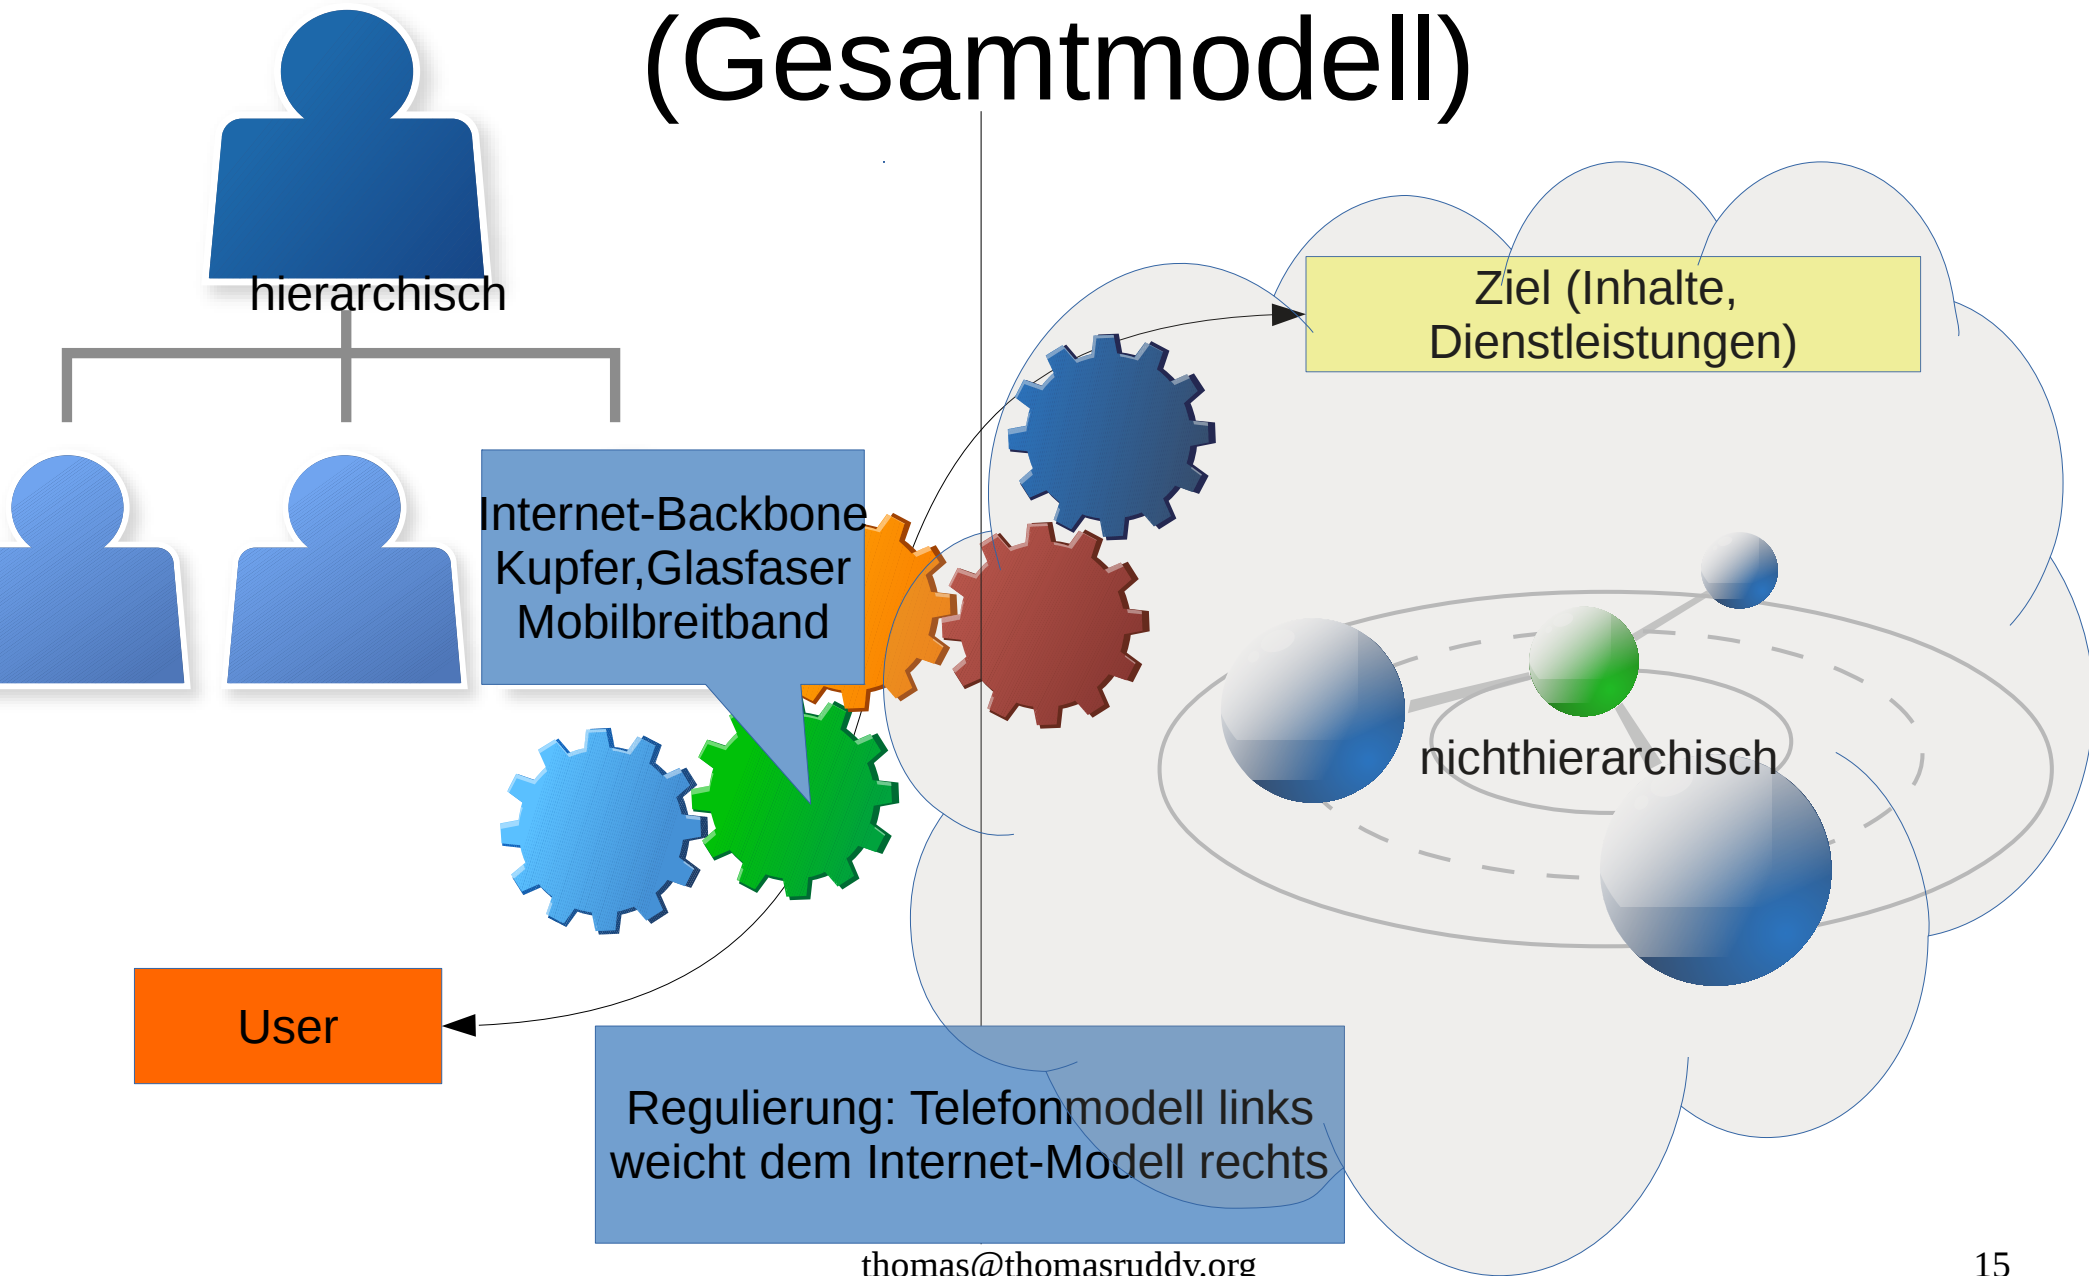 (Gesamtmodell)
hierarchisch
Ziel (Inhalte,
Dienstleistungen)
Internet-Backbone
Kupfer,Glasfaser
Mobilbreitband
nichthierarchisch
User
Regulierung: Telefonmodell links
weicht dem Internet-Modell rechts
thomas@thomasruddy.org
15